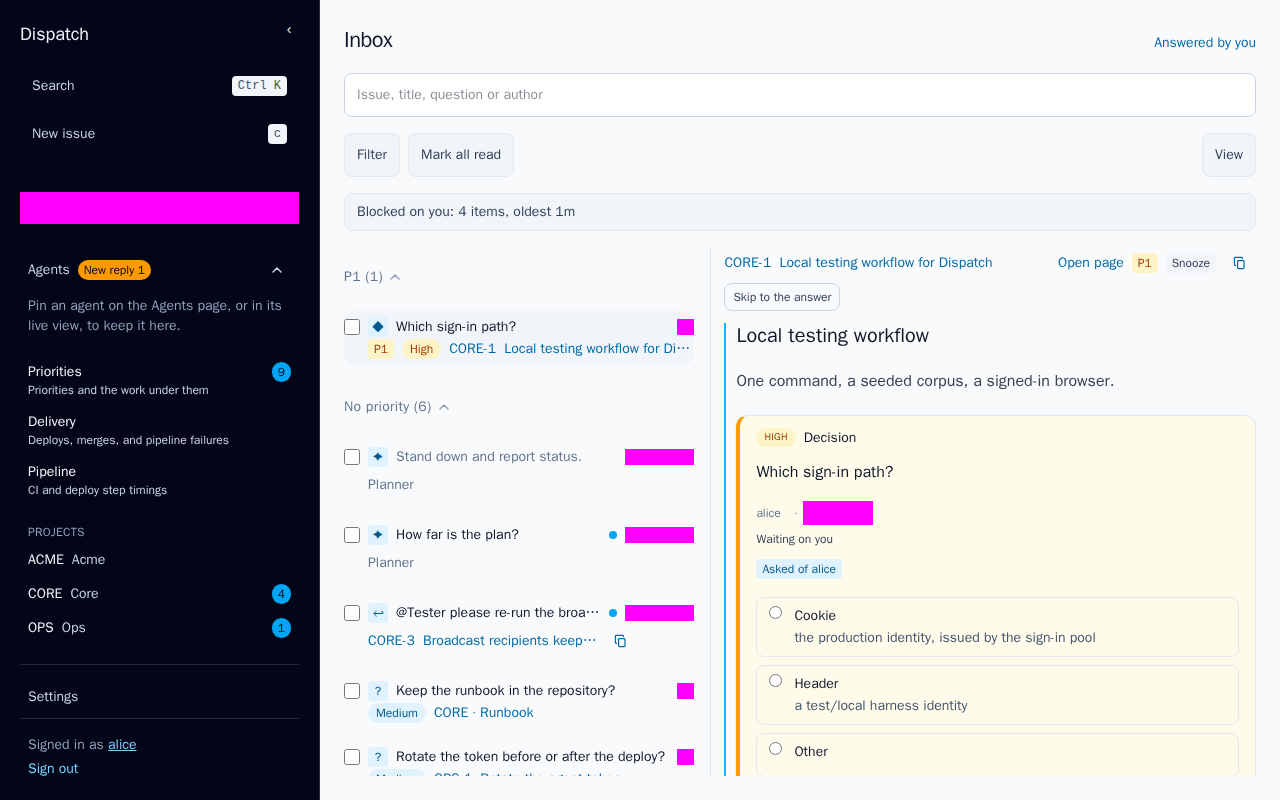 Dispatch
Search
Ctrl K
New issue
C
Agents
New reply 1
Pin an agent on the Agents page, or in its
live view, to keep it here.
Priorities
9
Priorities and the work under them
Delivery
Deploys, merges, and pipeline failures
Pipeline
CI and deploy step timings
PROJECTS
ACME Acme
CORE Core
4
OPS Ops
1
Settings
Signed in as alice
Sign out
Inbox
Answered by you
Issue, title, question or author
Filter
Mark all read
View
Blocked on you: 4 items, oldest 1m
P1 (1)
Which sign-in path?
P1 High CORE-1 Local testing workflow for Di⋯
No priority (6)
Stand down and report status.
Planner
How far is the plan?
Planner
@Tester please re-run the broa⋯
CORE-3 Broadcast recipients keep⋯
? Keep the runbook in the repository?
Medium CORE · Runbook
? Rotate the token before or after the deploy?
CORE-1 Local testing workflow for Dispatch
Open page P1 Snooze
Skip to the answer
Local testing workflow
One command, a seeded corpus, a signed-in browser.
HIGH Decision
Which sign-in path?
alice ·
Waiting on you
Asked of alice
Cookie
the production identity, issued by the sign-in pool
Header
a test/local harness identity
Other